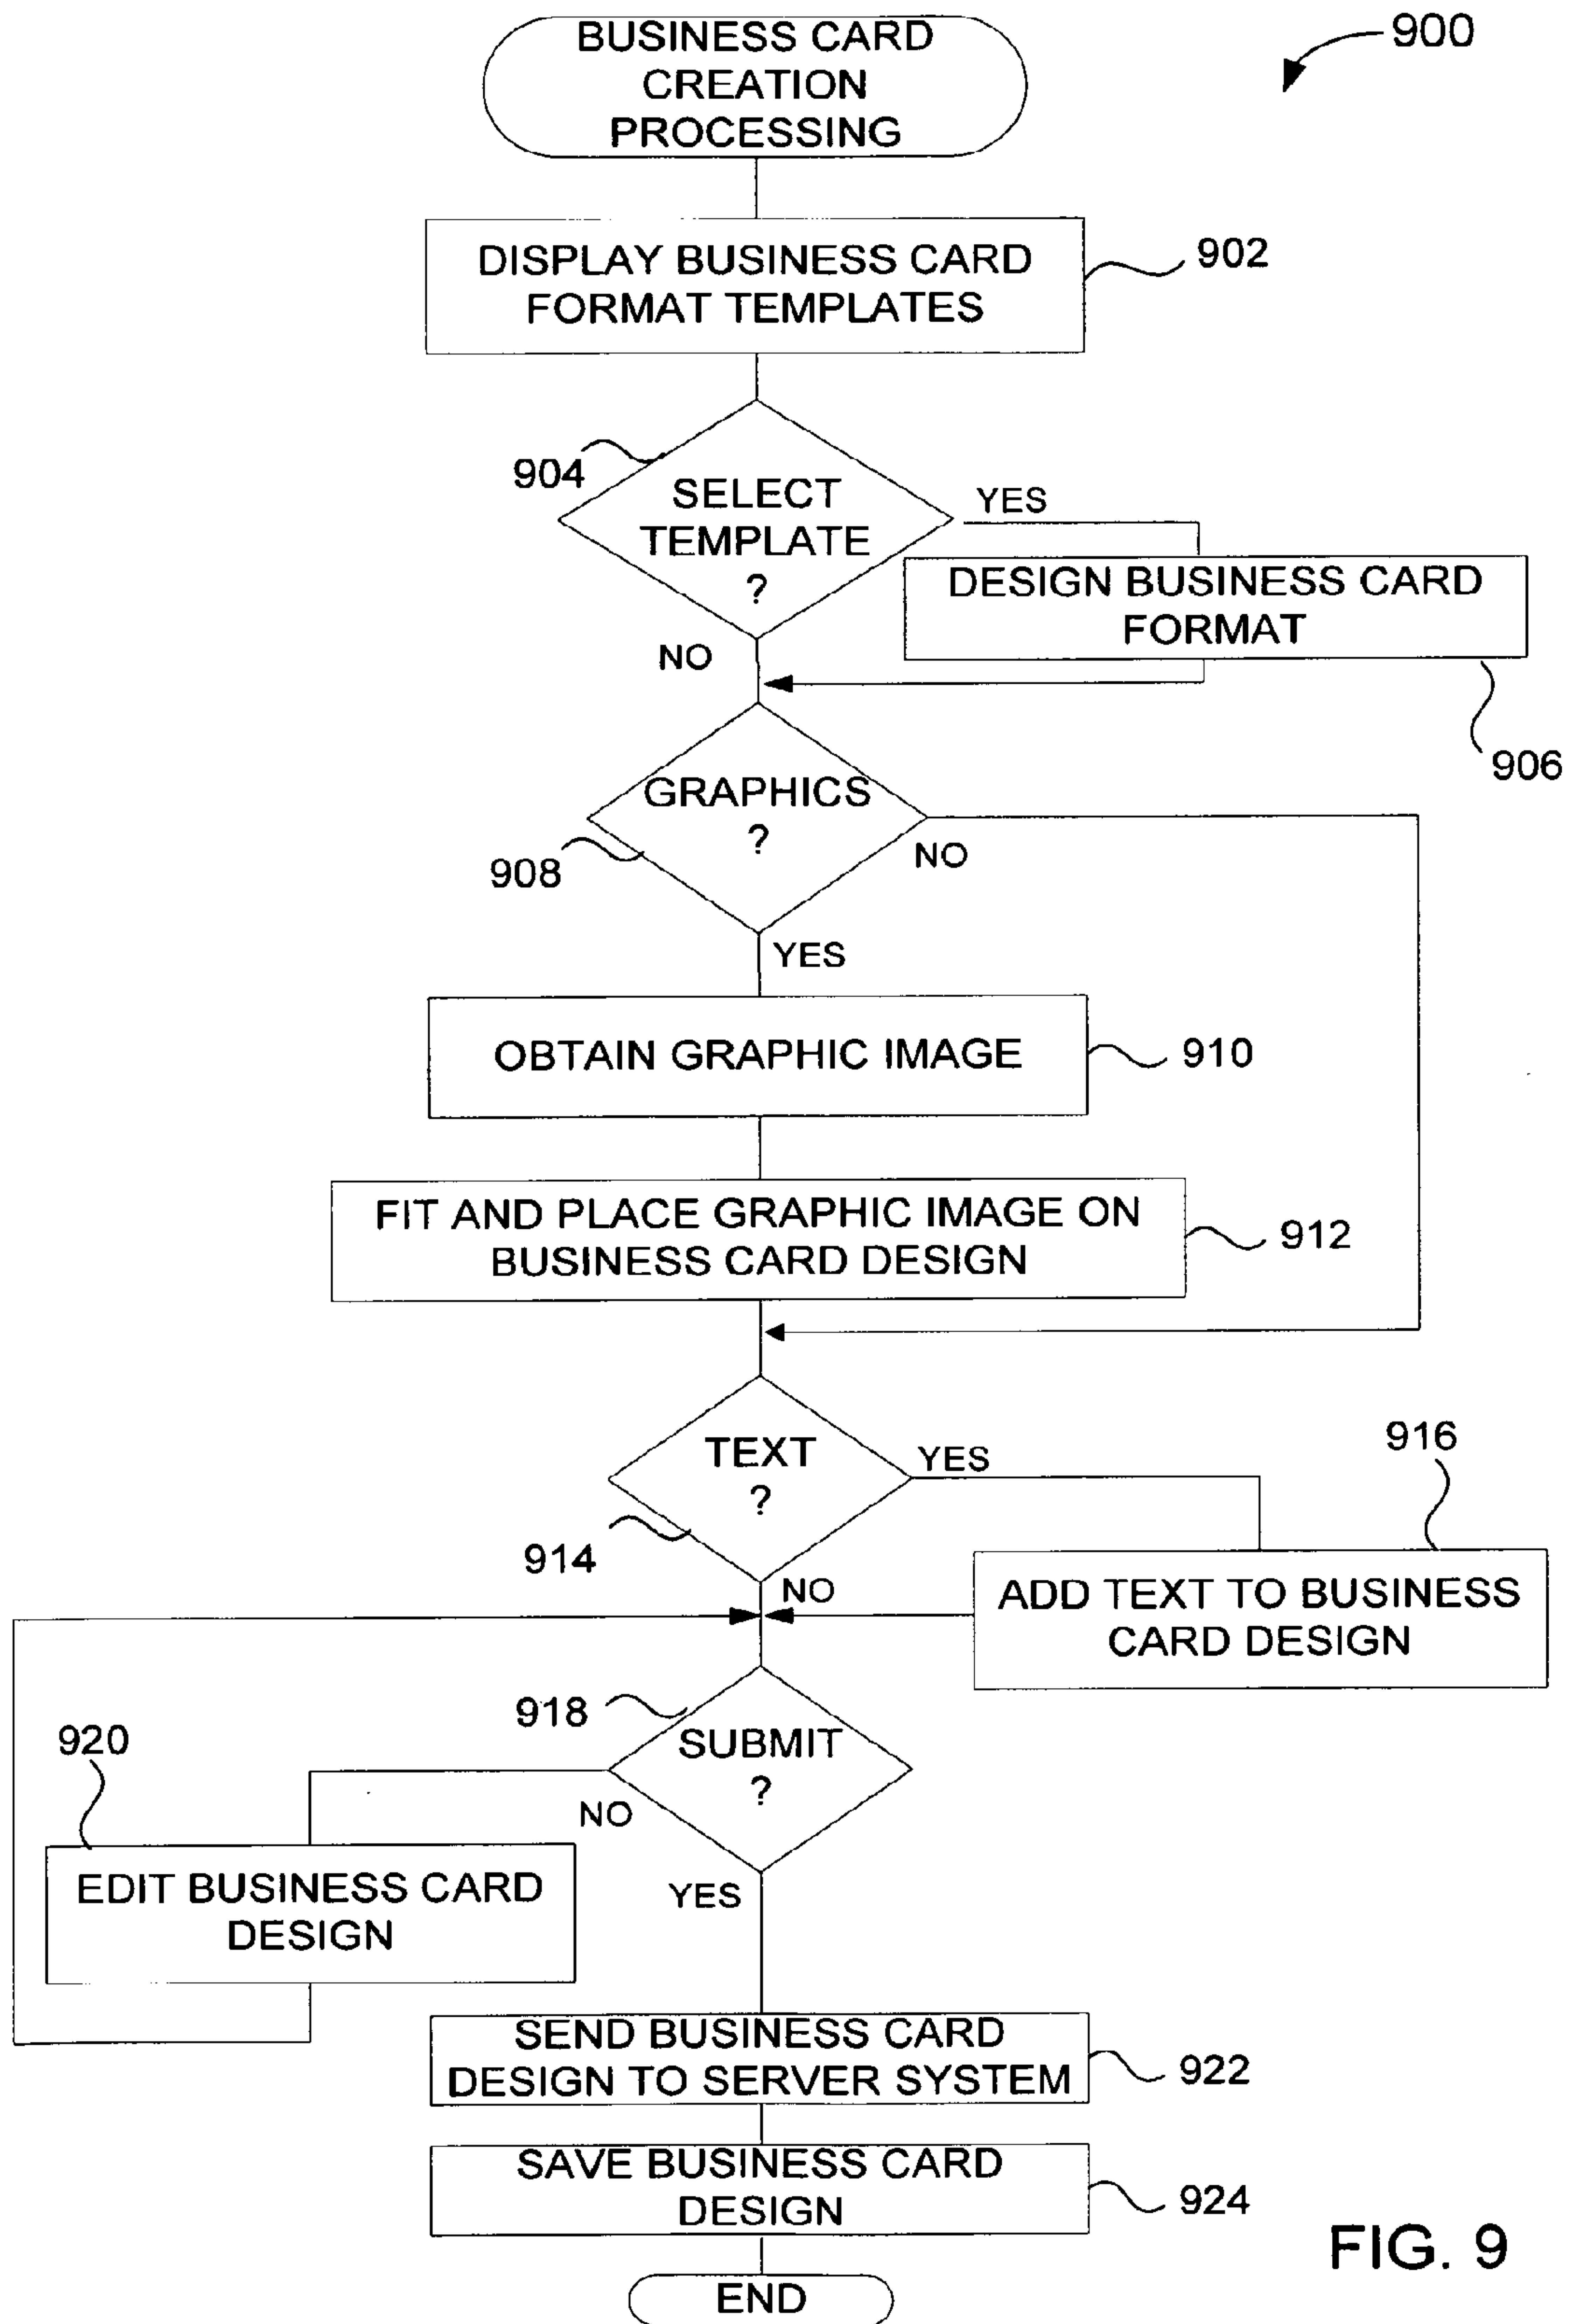 BUSINESS CARD
CREATION
PROCESSING
900
DISPLAY BUSINESS CARD
FORMAT TEMPLATES
902
904
SELECT
TEMPLATE
?
YES
DESIGN BUSINESS CARD
FORMAT
NO
906
GRAPHICS
?
908
NO
YES
OBTAIN GRAPHIC IMAGE
910
FIT AND PLACE GRAPHIC IMAGE ON
BUSINESS CARD DESIGN
912
TEXT
?
YES
916
914
NO
ADD TEXT TO BUSINESS
CARD DESIGN
918
SUBMIT
?
920
NO
EDIT BUSINESS CARD
DESIGN
YES
SEND BUSINESS CARD
DESIGN TO SERVER SYSTEM
922
SAVE BUSINESS CARD
DESIGN
924
FIG. 9
END